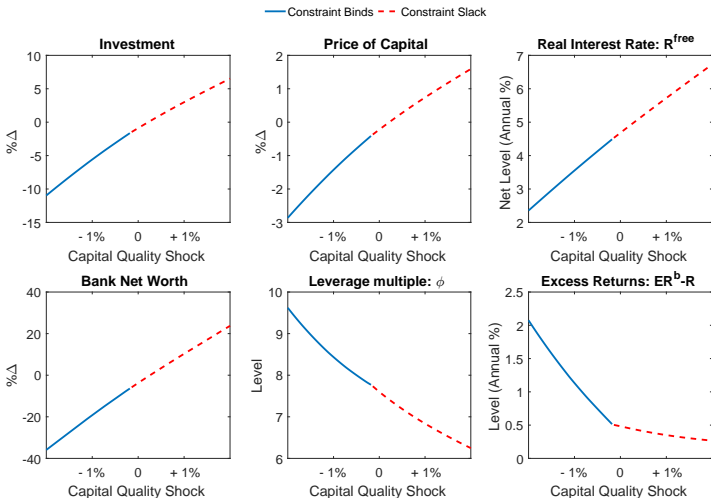 Constraint Binds Constraint Slack
Investment
%Δ
10
5
0
-5
-10
-15
- 1% 0 + 1%
Capital Quality Shock
Price of Capital
%Δ
2
1
0
-1
-2
-3
- 1% 0 + 1%
Capital Quality Shock
Real Interest Rate: R^free
Net Level (Annual %)
7
6
5
4
3
2
- 1% 0 + 1%
Capital Quality Shock
Bank Net Worth
%Δ
40
20
0
-20
-40
- 1% 0 + 1%
Capital Quality Shock
Leverage multiple: ϕ
Level
10
9
8
7
6
- 1% 0 + 1%
Capital Quality Shock
Excess Returns: ER^b-R
Level (Annual %)
2.5
2
1.5
1
0.5
0
- 1% 0 + 1%
Capital Quality Shock